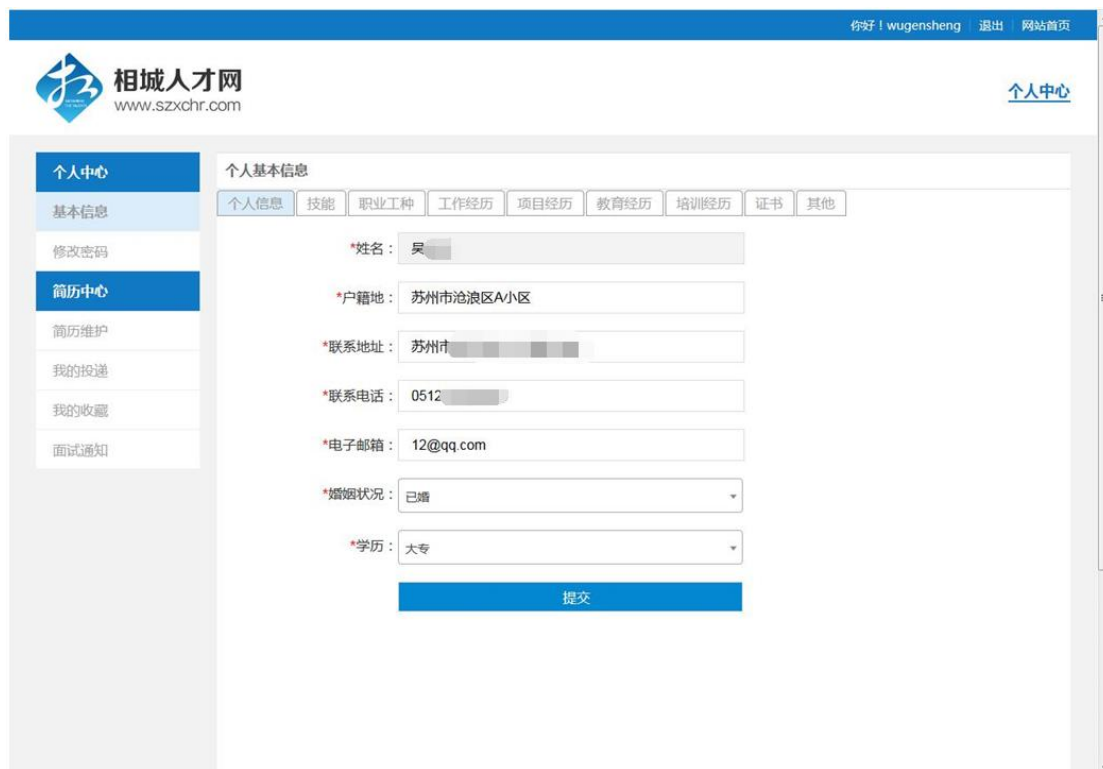 你好！wugensheng 退出 网站首页
相城人才网
www.szxchr.com
个人中心
个人中心
基本信息
修改密码
简历中心
简历维护
我的投递
我的收藏
面试通知
个人基本信息
个人信息 技能 职业工种 工作经历 项目经历 教育经历 培训经历 证书 其他
*姓名： 吴
*户籍地： 苏州市沧浪区A小区
*联系地址： 苏州市
*联系电话： 0512
*电子邮箱： 12@qq.com
*婚姻状况： 已婚
*学历： 大专
提交